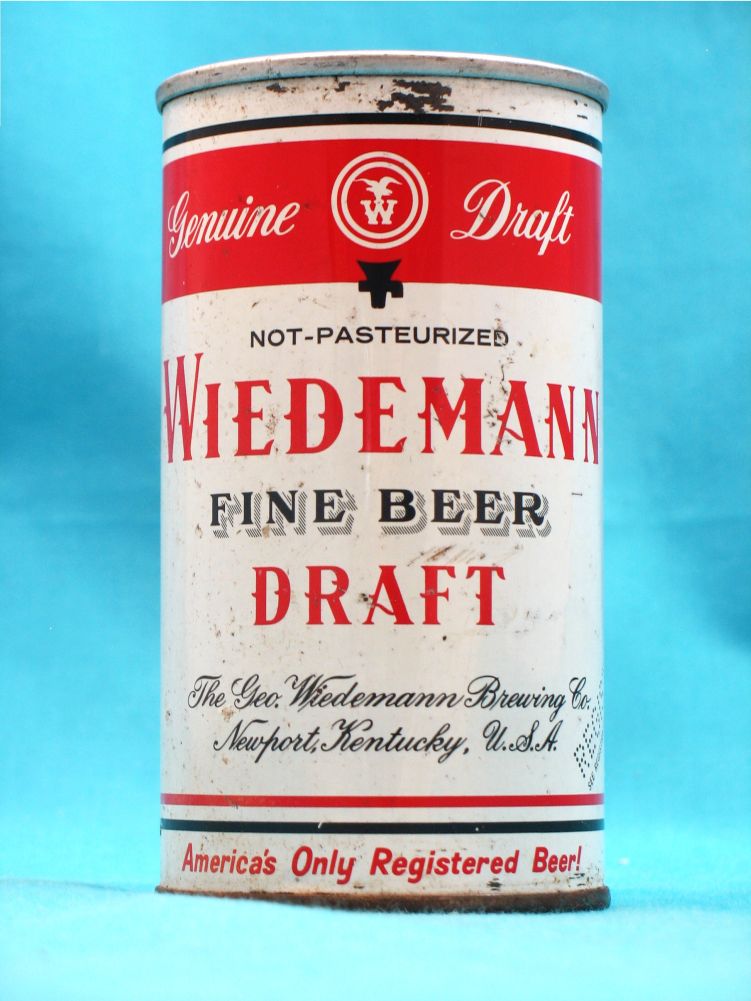 Genuine W Draft
NOT-PASTEURIZED
WIEDEMANN
FINE BEER
DRAFT
The Geo. Wiedemann Brewing Co.
Newport, Kentucky, U.S.A.
America's Only Registered Beer!